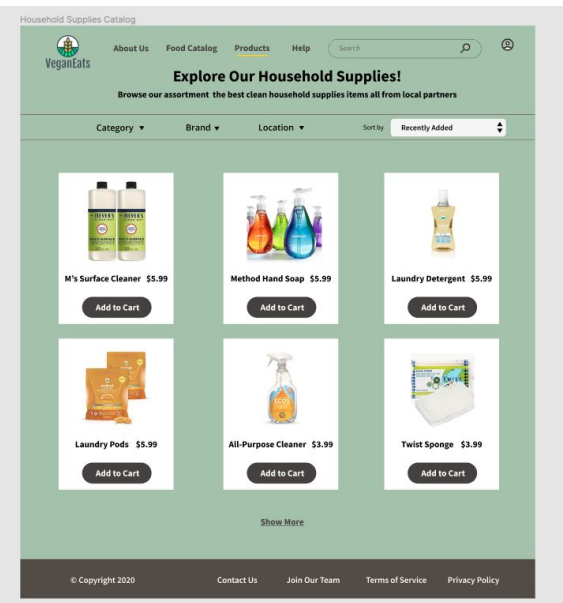 Household Supplies Catalog
VeganEats
About Us Food Catalog Products Help Search
Explore Our Household Supplies!
Browse our assortment the best clean household supplies items all from local partners
Category ▼ Brand ▼ Location ▼ Sort by Recently Added
M's Surface Cleaner $5.99
Add to Cart
Method Hand Soap $5.99
Add to Cart
Laundry Detergent $5.99
Add to Cart
Laundry Pods $5.99
Add to Cart
ECOS
All-Purpose Cleaner $3.99
Add to Cart
Twist Sponge $3.99
Add to Cart
Show More
© Copyright 2020 Contact Us Join Our Team Terms of Service Privacy Policy